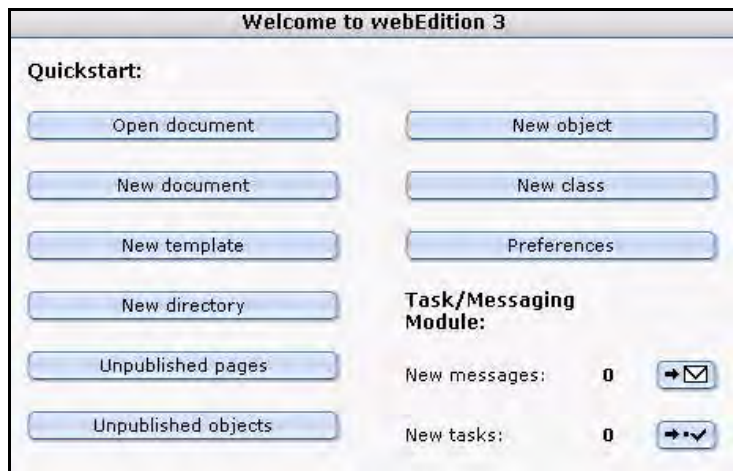 Welcome to webEdition 3
Quickstart:
Open document
New document
New template
New directory
Unpublished pages
Unpublished objects
New object
New class
Preferences
Task/Messaging
Module:
New messages: 0
New tasks: 0